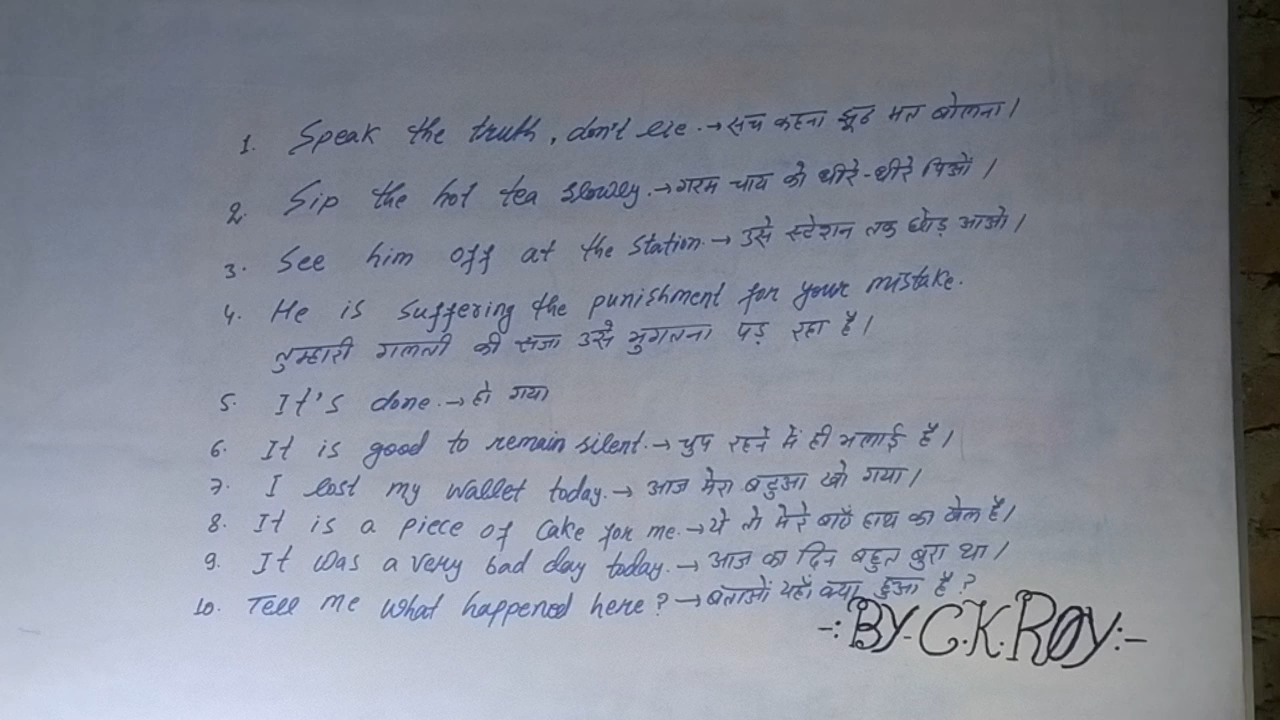 1. Speak the truth, don't lie. → सच कहना झूठ मत बोलना।
2. Sip the hot tea slowly. → गरम चाय को धीरे-धीरे पिओं।
3. See him off at the station. → उसे स्टेशन तक छोड़ आओ।
4. He is suffering the punishment for your mistake.
तुम्हारी गलती की सजा उसे भुगतना पड़ रहा है।
5. It's done. → हो गया
6. It is good to remain silent. → चुप रहने में ही भलाई है।
7. I lost my wallet today. → आज मेरा बटुआ खो गया।
8. It is a piece of cake for me. → ये तो मेरे बाएँ हाथ का खेल है।
9. It was a very bad day today. → आज का दिन बहुत बुरा था।
10. Tell me what happened here? → बताओं यहाँ क्या हुआ है?
-: BY- C.K. ROY :-